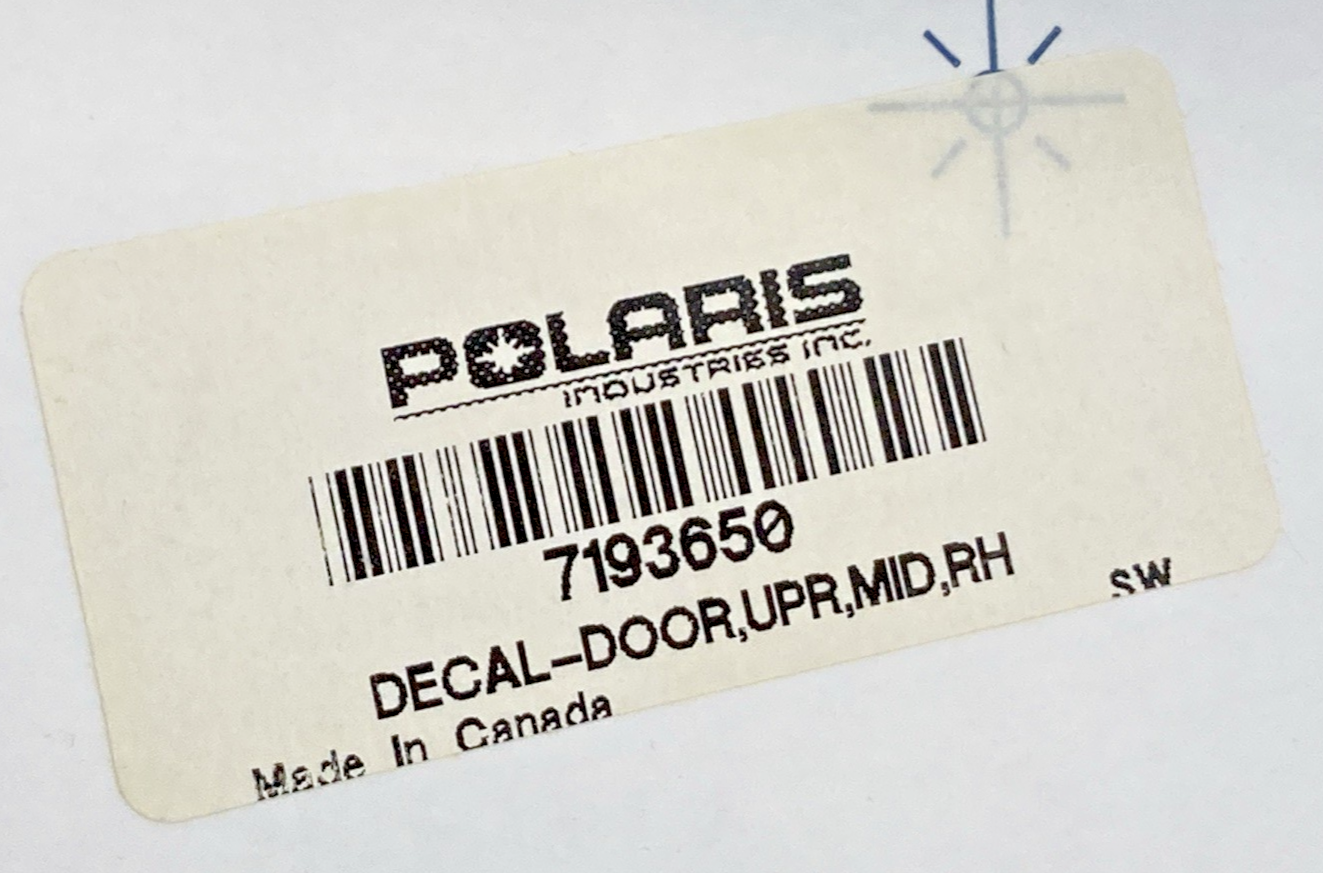 POLARIS
INDUSTRIES INC.
7193650
DECAL-DOOR,UPR,MID,RH
SW
Made In Canada